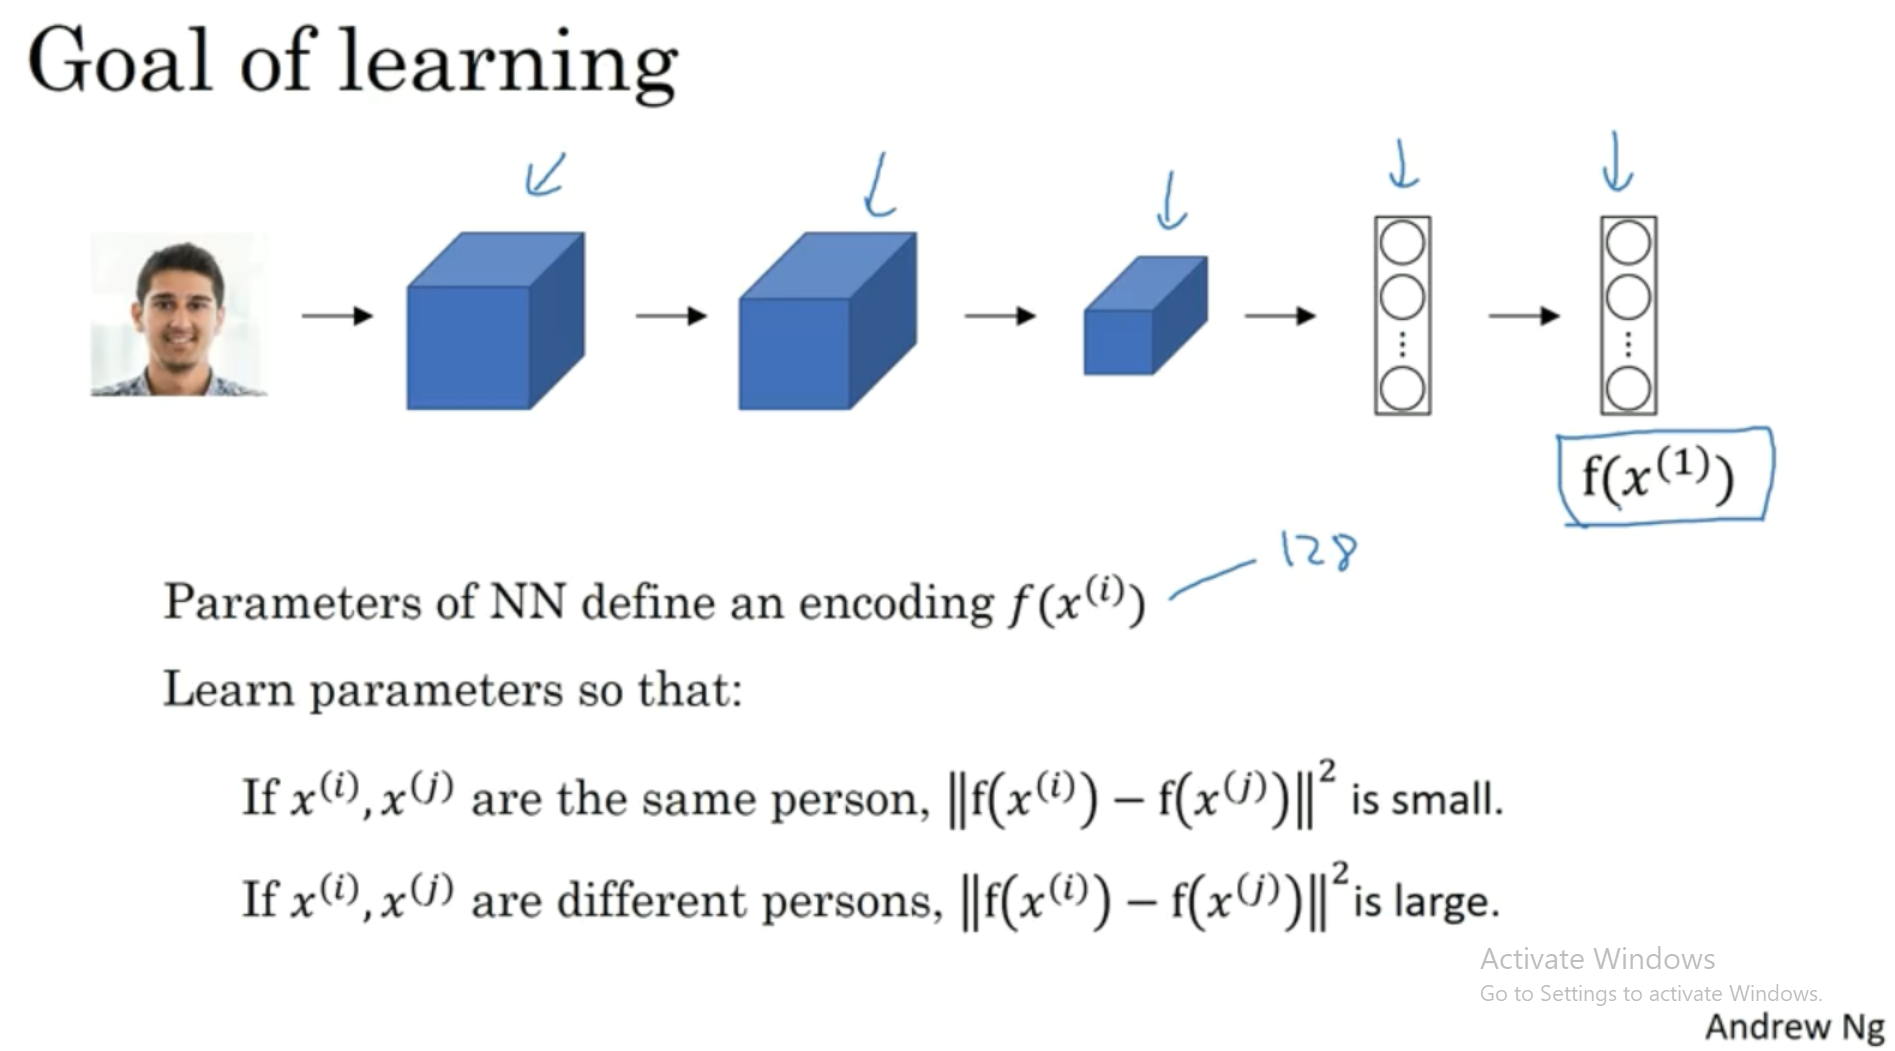 Goal of learning
f(x⁽¹⁾)
128
Parameters of NN define an encoding f(x⁽ⁱ⁾)
Learn parameters so that:
If x⁽ⁱ⁾, x⁽ʲ⁾ are the same person, ‖f(x⁽ⁱ⁾) − f(x⁽ʲ⁾)‖² is small.
If x⁽ⁱ⁾, x⁽ʲ⁾ are different persons, ‖f(x⁽ⁱ⁾) − f(x⁽ʲ⁾)‖² is large.
Activate Windows
Go to Settings to activate Windows.
Andrew Ng